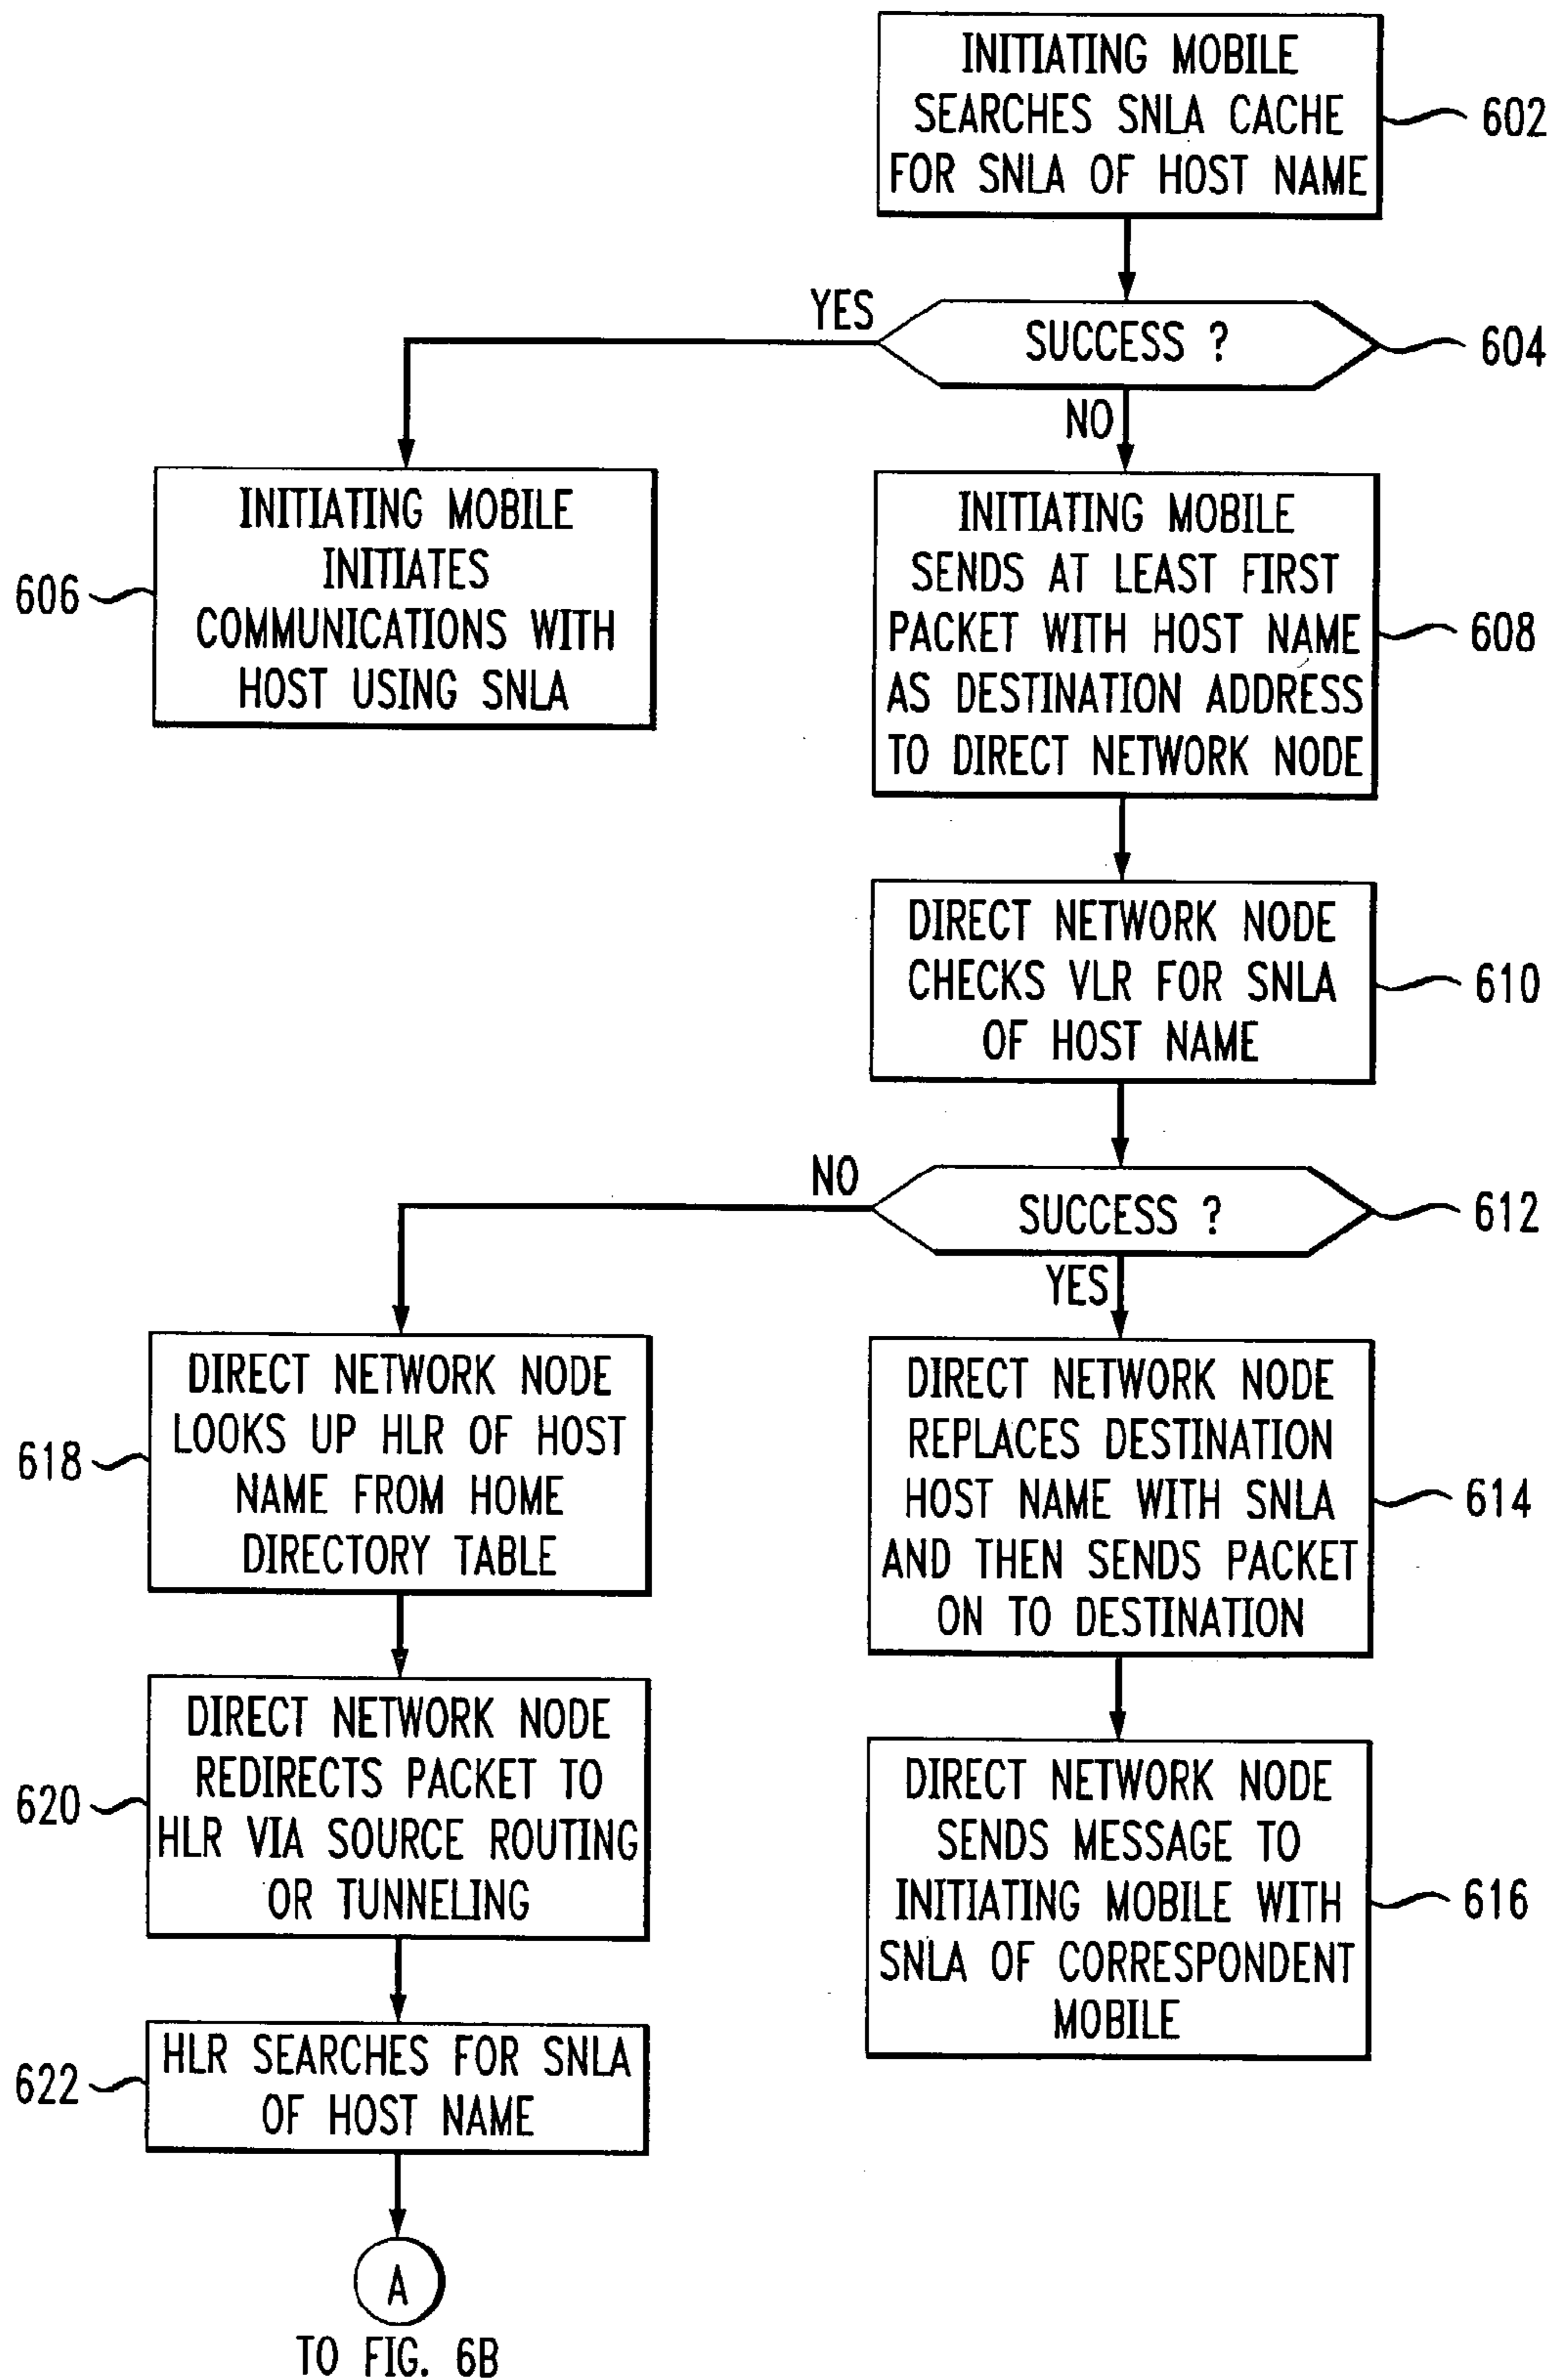 INITIATING MOBILE
SEARCHES SNLA CACHE
FOR SNLA OF HOST NAME
602
YES
SUCCESS ?
604
NO
INITIATING MOBILE
INITIATES
COMMUNICATIONS WITH
HOST USING SNLA
606
INITIATING MOBILE
SENDS AT LEAST FIRST
PACKET WITH HOST NAME
AS DESTINATION ADDRESS
TO DIRECT NETWORK NODE
608
DIRECT NETWORK NODE
CHECKS VLR FOR SNLA
OF HOST NAME
610
NO
SUCCESS ?
612
YES
DIRECT NETWORK NODE
LOOKS UP HLR OF HOST
NAME FROM HOME
DIRECTORY TABLE
618
DIRECT NETWORK NODE
REPLACES DESTINATION
HOST NAME WITH SNLA
AND THEN SENDS PACKET
ON TO DESTINATION
614
DIRECT NETWORK NODE
REDIRECTS PACKET TO
HLR VIA SOURCE ROUTING
OR TUNNELING
620
DIRECT NETWORK NODE
SENDS MESSAGE TO
INITIATING MOBILE WITH
SNLA OF CORRESPONDENT
MOBILE
616
HLR SEARCHES FOR SNLA
OF HOST NAME
622
A
TO FIG. 6B